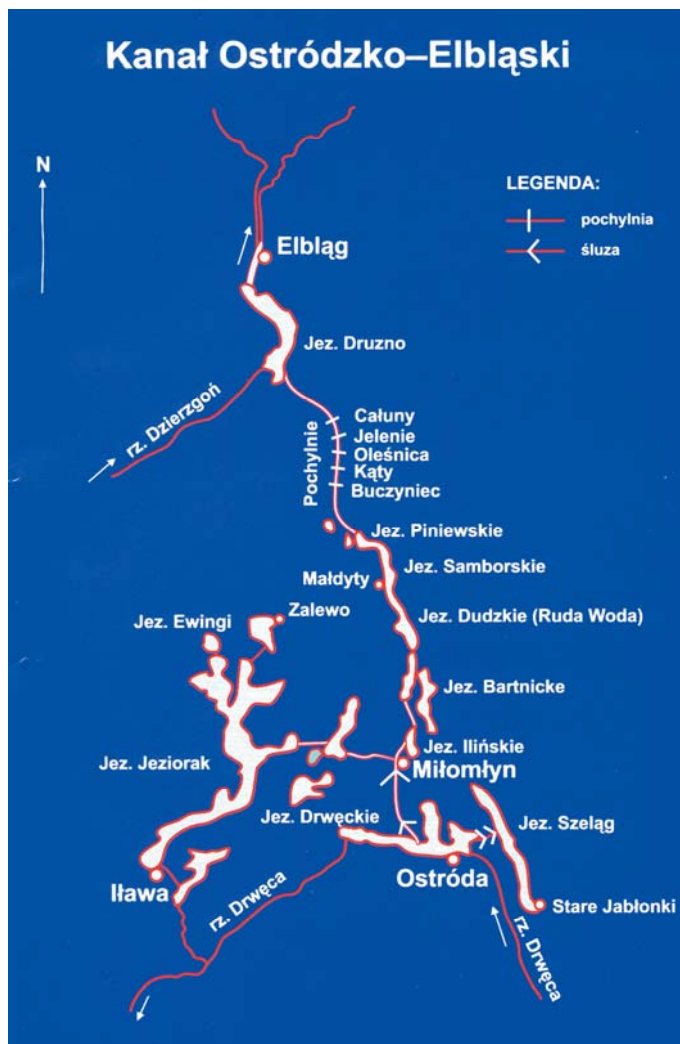 Kanał Ostródzko–Elbląski
N
LEGENDA:
pochylnia
śluza
Elbląg
Jez. Druzno
rz. Dzierzgoń
Pochylnie
Całuny
Jelenie
Oleśnica
Kąty
Buczyniec
Jez. Piniewskie
Jez. Samborskie
Małdyty
Zalewo
Jez. Ewingi
Jez. Dudzkie (Ruda Woda)
Jez. Bartnickie
Jez. Ilińskie
Jez. Jeziorak
Miłomłyn
Jez. Drwęckie
Jez. Szeląg
Ostróda
Iława
rz. Drwęca
Stare Jabłonki
rz. Drwęca